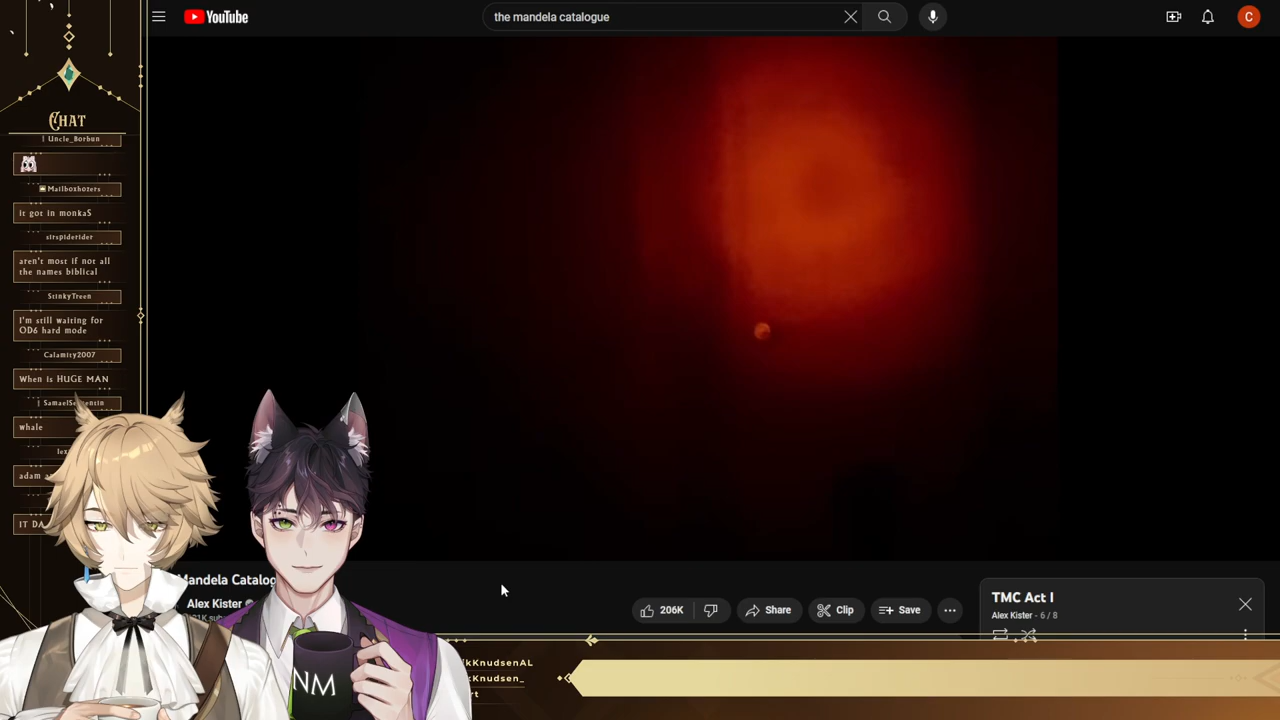 YouTube
the mandela catalogue
C
Chat
Uncle_Borbun
Mailboxhozers
it got in monkaS
sirspiderider
aren't most if not all
the names biblical
StinkyTreen
I'm still waiting for
OD6 hard mode
Calamity2007
When is HUGE MAN
whale
adam
IT
Mandela Catalog
Alex Kister
206K
Share
Clip
Save
TMC Act I
Alex Kister - 6 / 8
NM
kKnudsenAL
kKnudsen_